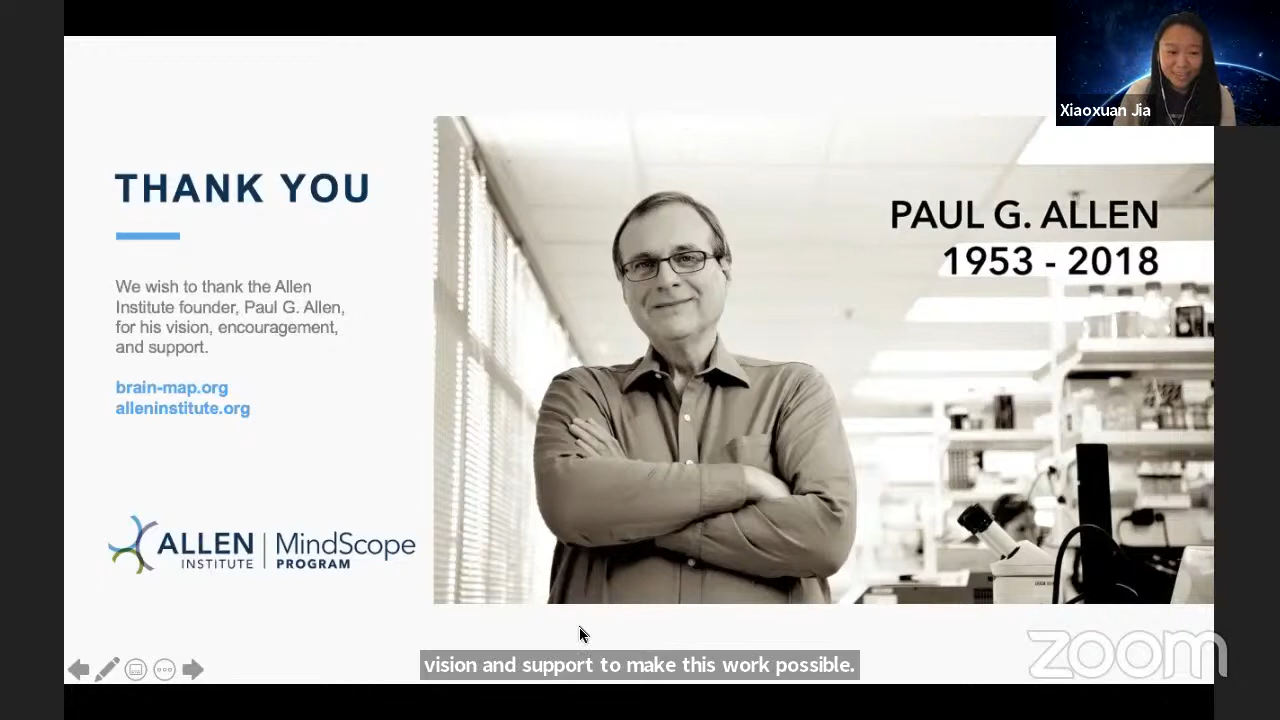 Xiaoxuan Jia
THANK YOU
We wish to thank the Allen
Institute founder, Paul G. Allen,
for his vision, encouragement,
and support.
brain-map.org
alleninstitute.org
ALLEN
INSTITUTE
MindScope
PROGRAM
PAUL G. ALLEN
1953 - 2018
vision and support to make this work possible.
zoom